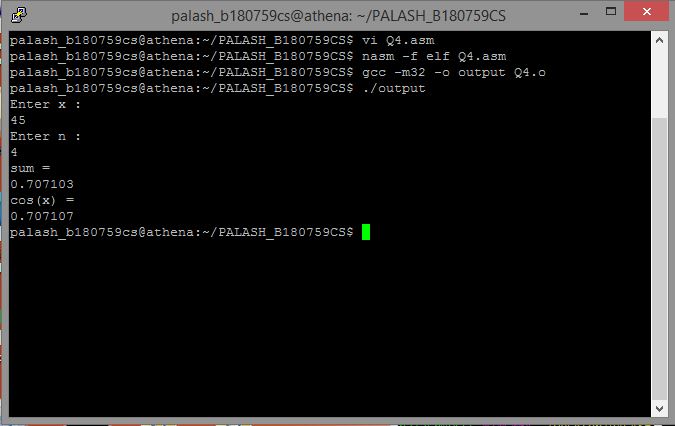 palash_b180759cs@athena: ~/PALASH_B180759CS
palash_b180759cs@athena:~/PALASH_B180759CS$ vi Q4.asm
palash_b180759cs@athena:~/PALASH_B180759CS$ nasm -f elf Q4.asm
palash_b180759cs@athena:~/PALASH_B180759CS$ gcc -m32 -o output Q4.o
palash_b180759cs@athena:~/PALASH_B180759CS$ ./output
Enter x :
45
Enter n :
4
sum =
0.707103
cos(x) =
0.707107
palash_b180759cs@athena:~/PALASH_B180759CS$